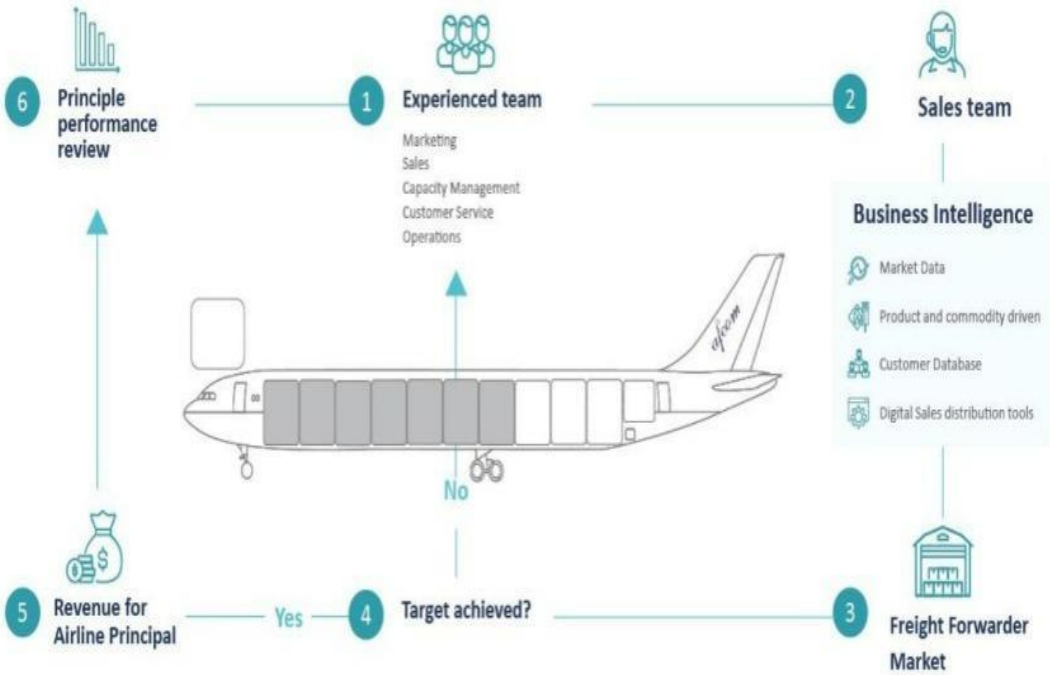 6
Principle
performance
review
1
Experienced team
Marketing
Sales
Capacity Management
Customer Service
Operations
2
Sales team
Business Intelligence
Market Data
Product and commodity driven
Customer Database
Digital Sales distribution tools
afcom
No
5
Revenue for
Airline Principal
Yes
4
Target achieved?
3
Freight Forwarder
Market
$